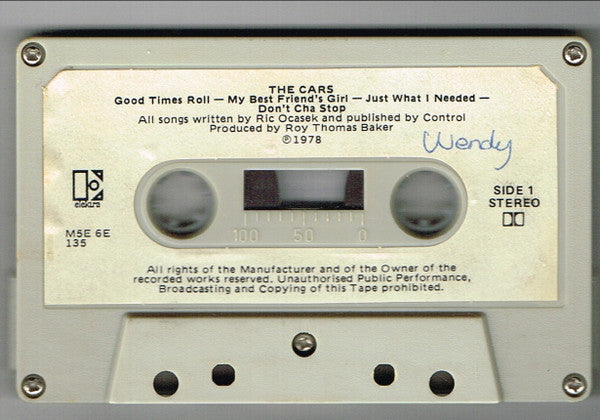 THE CARS
Good Times Roll — My Best Friend's Girl — Just What I Needed —
Don't Cha Stop
All songs written by Ric Ocasek and published by Control
Produced by Roy Thomas Baker
℗1978
Wendy
elektra
SIDE 1
STEREO
M5E 6E
135
100 50 0
All rights of the Manufacturer and of the Owner of the
recorded works reserved. Unauthorised Public Performance,
Broadcasting and Copying of this Tape prohibited.